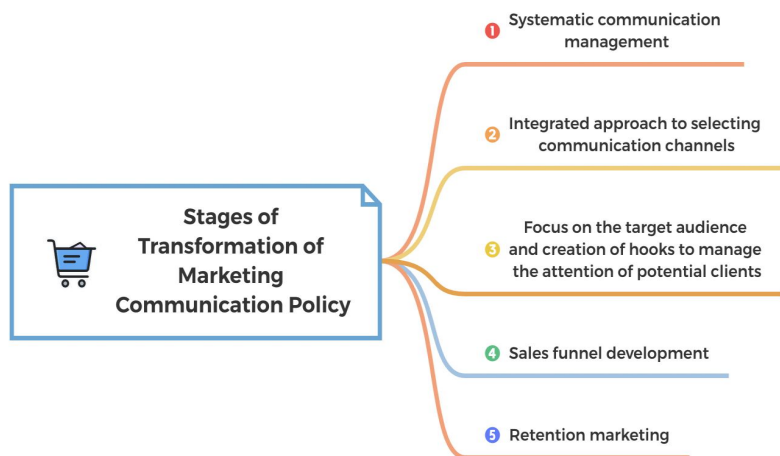 Stages of
Transformation of
Marketing
Communication Policy
1 Systematic communication
management
2 Integrated approach to selecting
communication channels
Focus on the target audience
3 and creation of hooks to manage
the attention of potential clients
4 Sales funnel development
5 Retention marketing